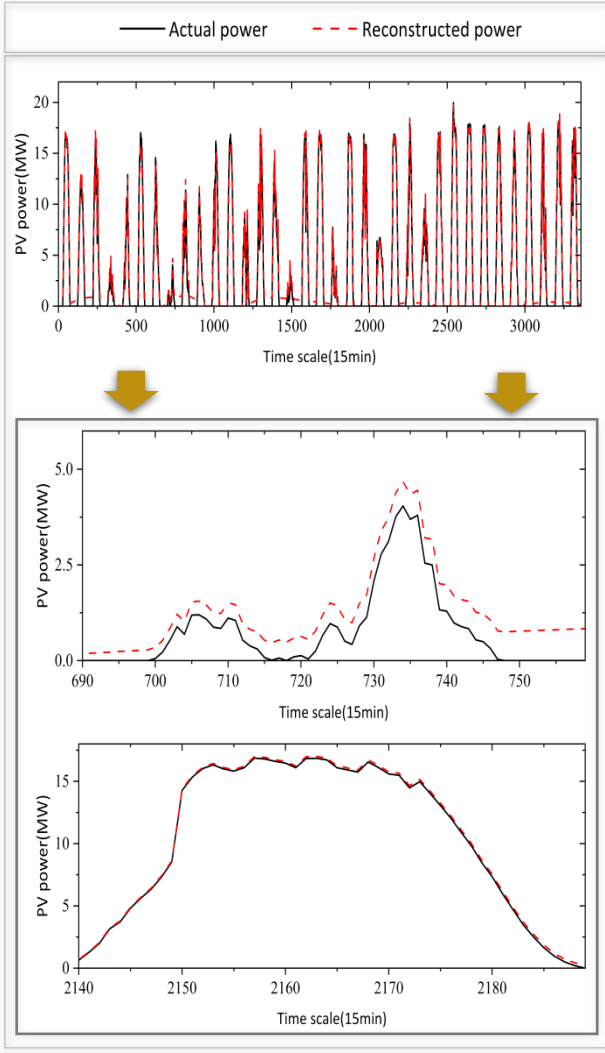 Actual power Reconstructed power
PV power(MW)
20
15
10
5
0
0 500 1000 1500 2000 2500 3000
Time scale(15min)
PV power(MW)
5.0
2.5
0.0
690 700 710 720 730 740 750
Time scale(15min)
PV power(MW)
15
10
5
0
2140 2150 2160 2170 2180
Time scale(15min)